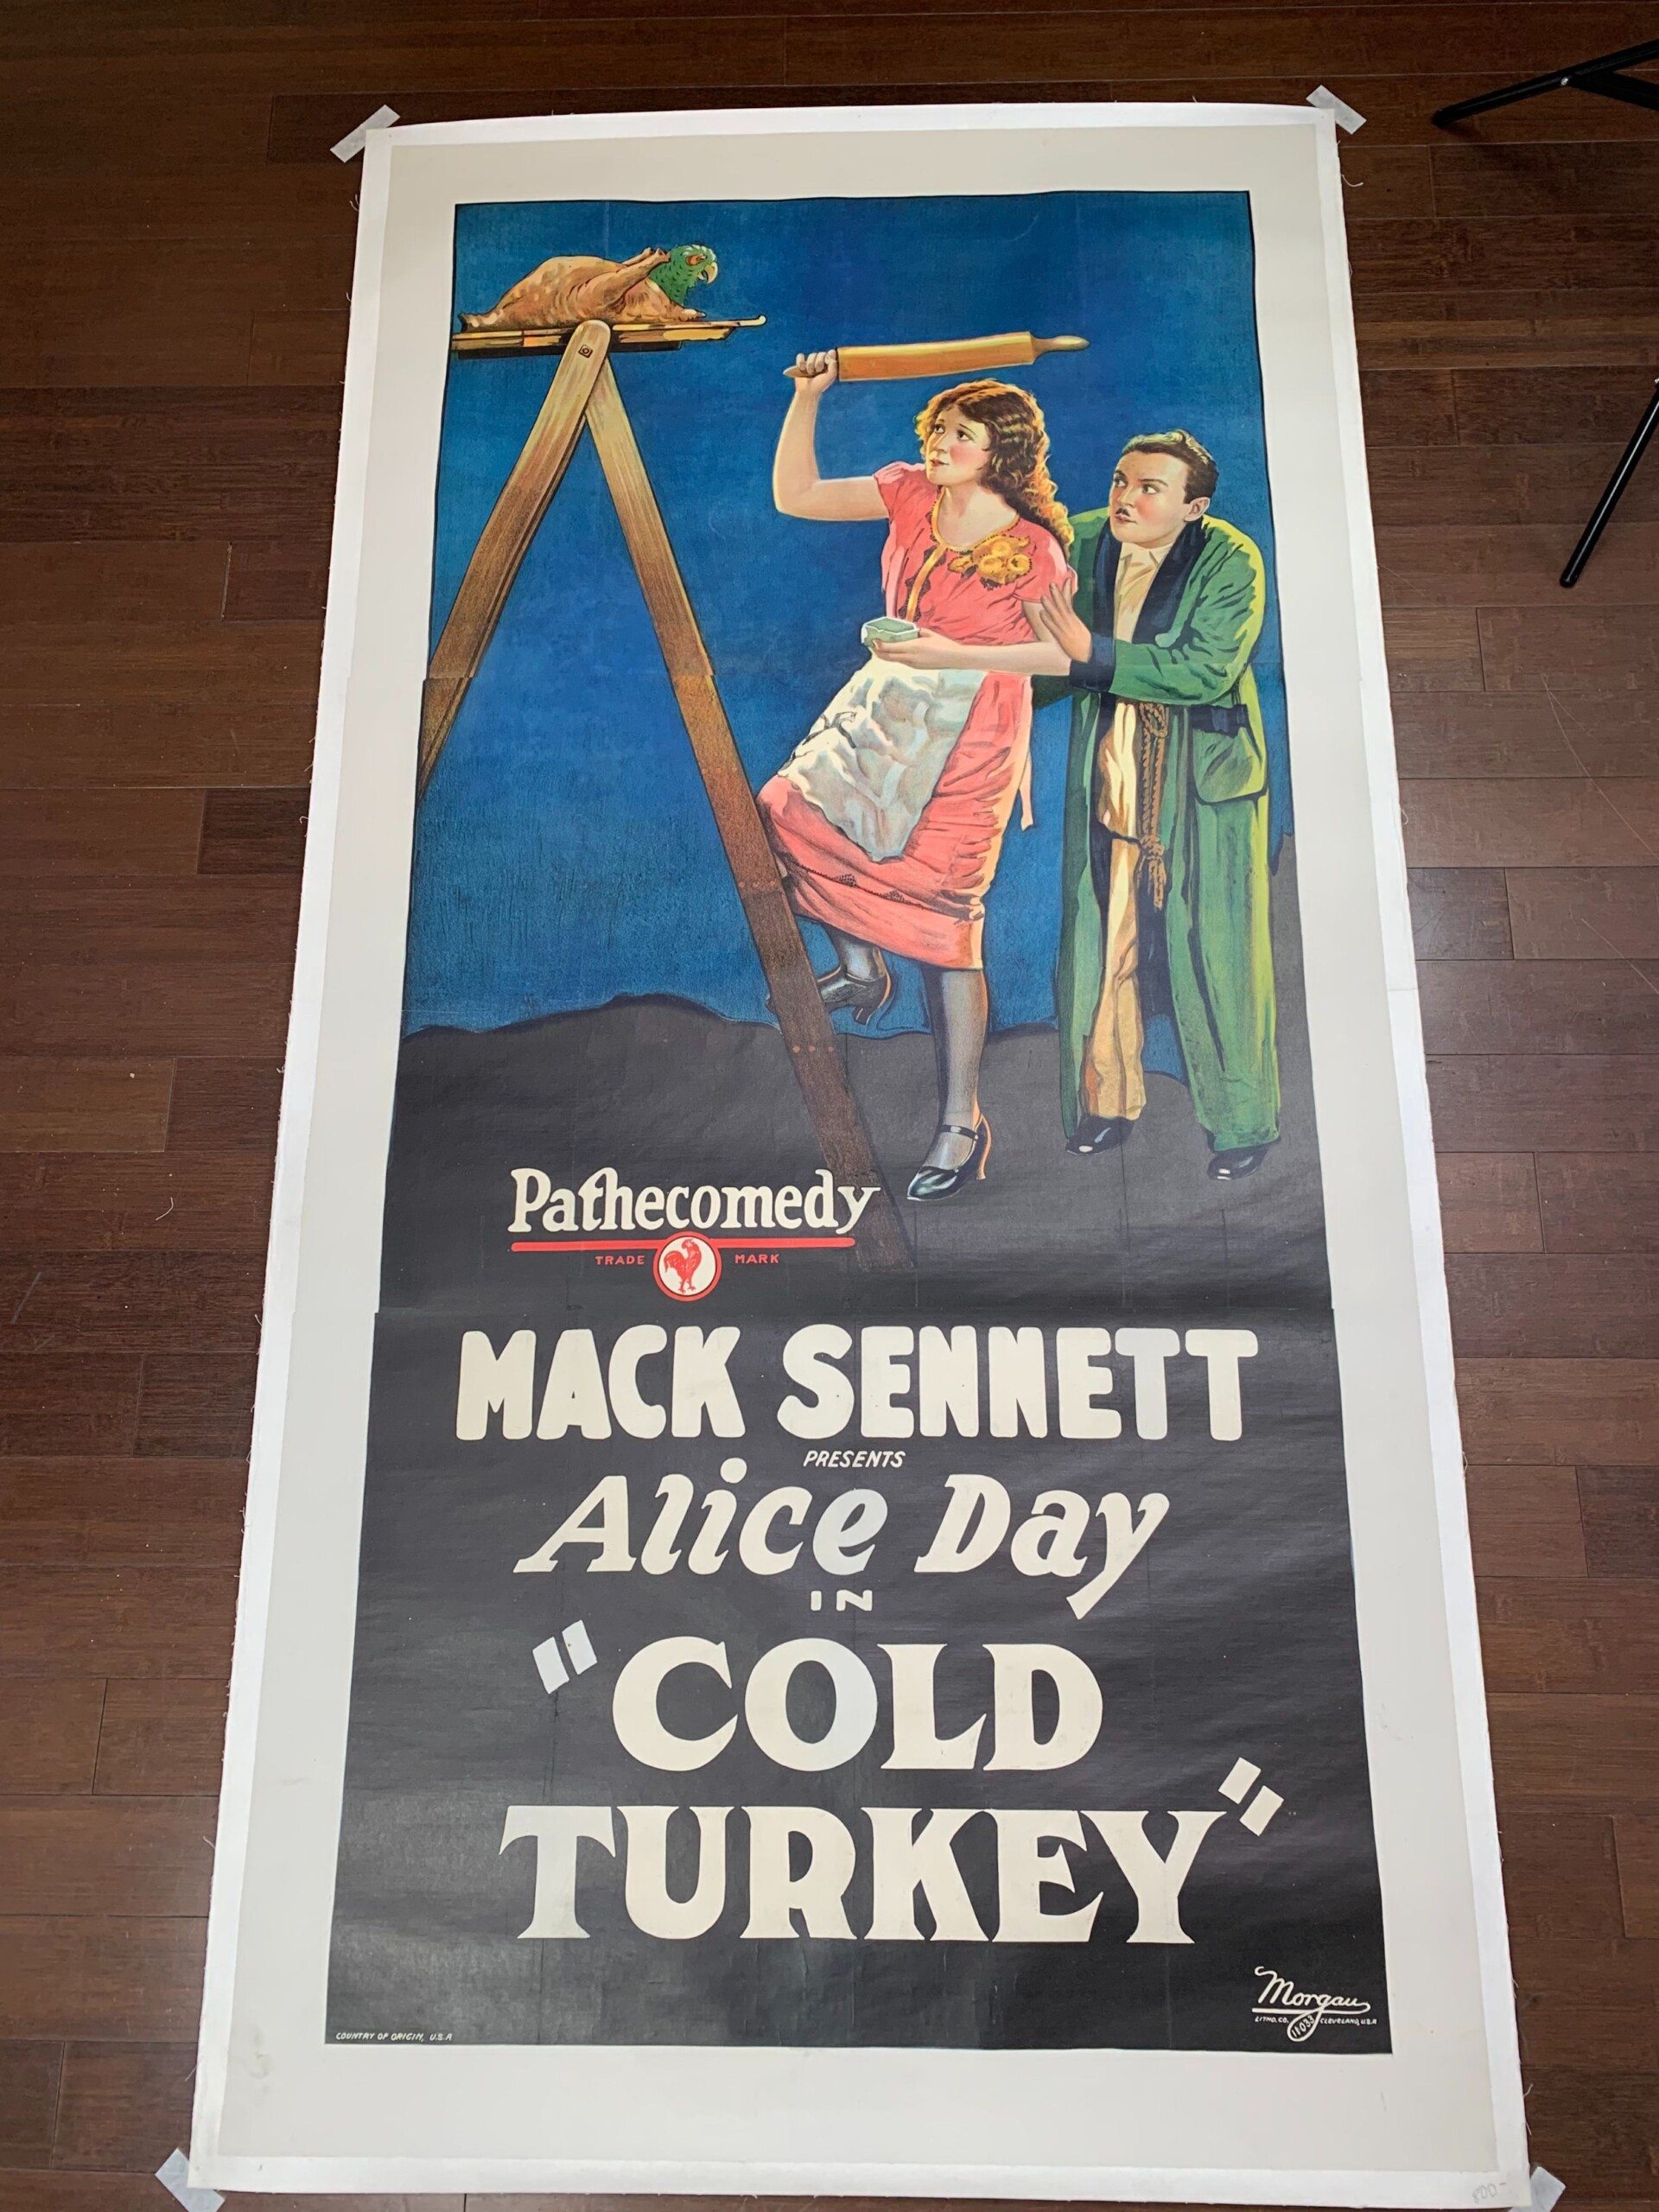 Pathecomedy
TRADE MARK
MACK SENNETT
PRESENTS
Alice Day
IN
"COLD
TURKEY"
Morgan
LITHO. CO. CLEVELAND, U.S.A
COUNTRY OF ORIGIN, U.S.A